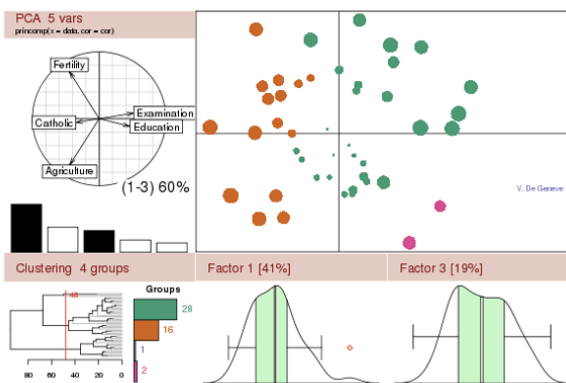 PCA 5 vars
princomp(x = data, cor = cor)
Fertility
Examination
Catholic
Education
Agriculture
(1-3) 60%
V. De Geneve
Clustering 4 groups
Factor 1 [41%]
Factor 3 [19%]
48
Groups
28
16
1
2
80 60 40 20 0